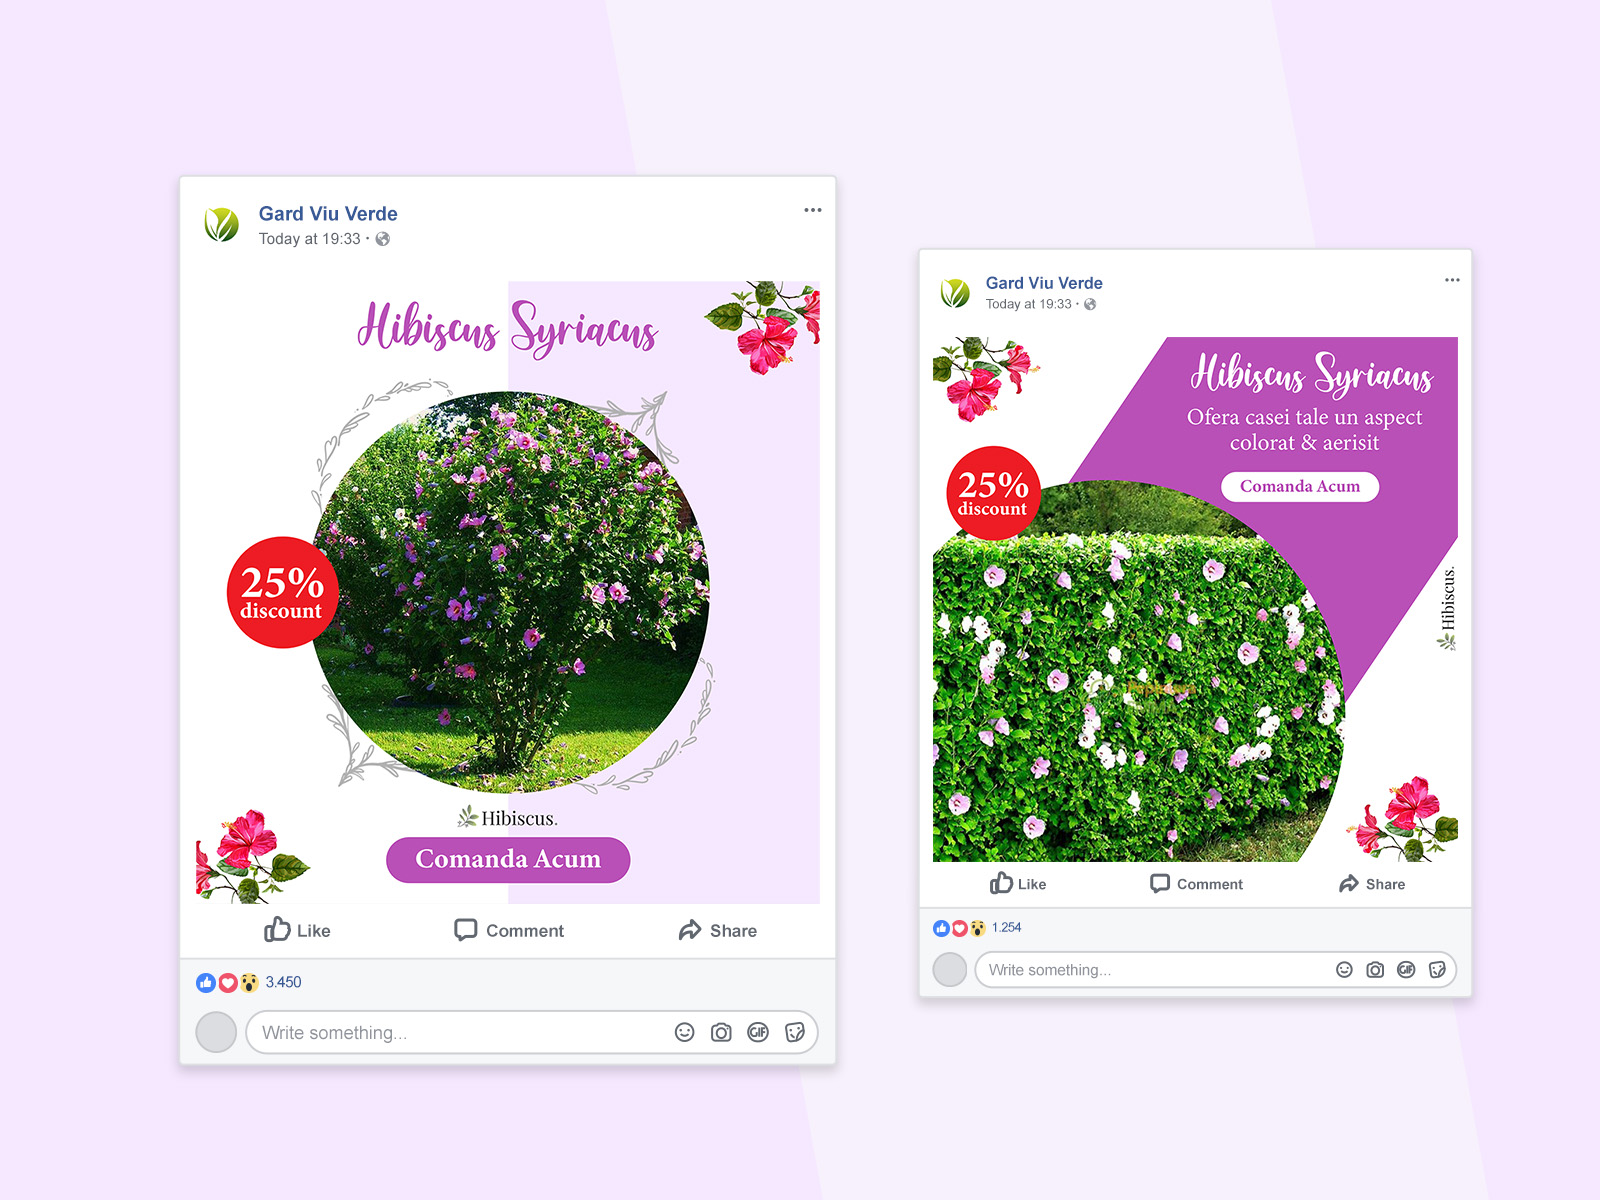 Gard Viu Verde
Today at 19:33 ·
Hibiscus Syriacus
25%
discount
Hibiscus.
Comanda Acum
Like
Comment
Share
3.450
Write something...
GIF
Gard Viu Verde
Today at 19:33 ·
Hibiscus Syriacus
Ofera casei tale un aspect
colorat & aerisit
Comanda Acum
25%
discount
Hibiscus.
Like
Comment
Share
1.254
Write something...
GIF